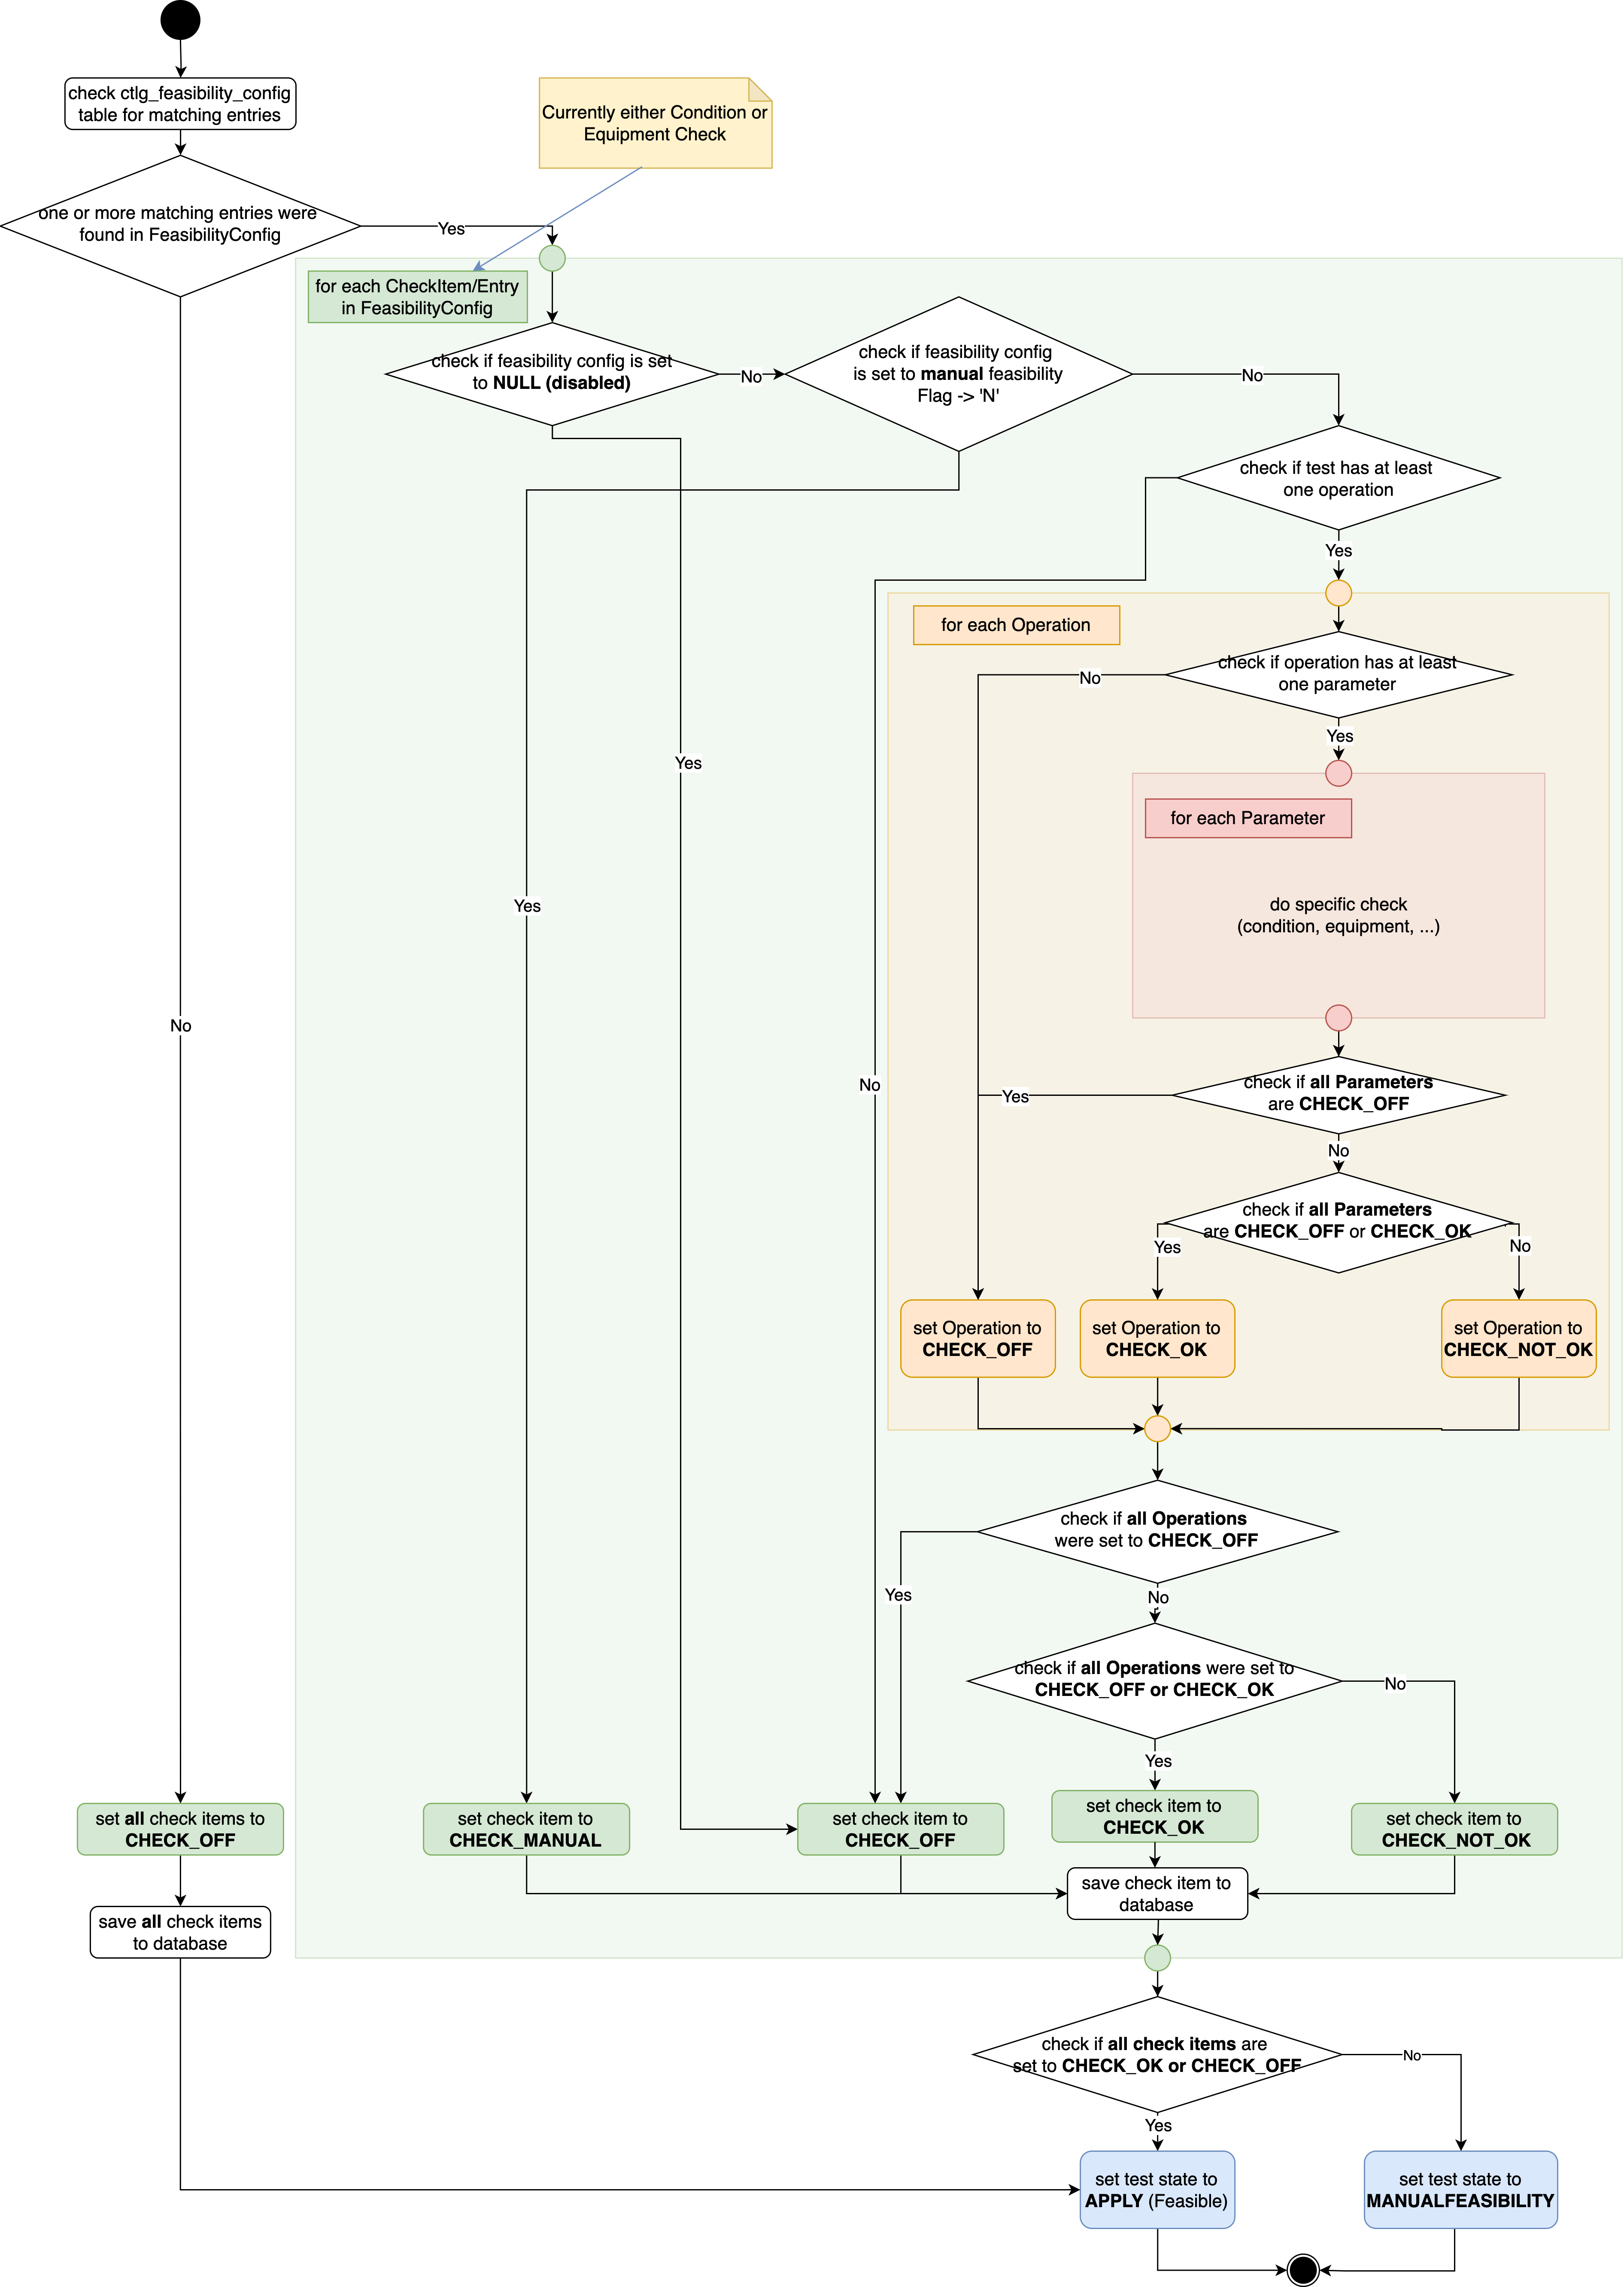 check ctlg_feasibility_config
table for matching entries
Currently either Condition or
Equipment Check
one or more matching entries were
found in FeasibilityConfig
Yes
for each CheckItem/Entry
in FeasibilityConfig
check if feasibility config is set
to NULL (disabled)
No
check if feasibility config
is set to manual feasibility
Flag -> 'N'
No
check if test has at least
one operation
Yes
for each Operation
check if operation has at least
one parameter
No
Yes
Yes
for each Parameter
do specific check
(condition, equipment, ...)
Yes
No
check if all Parameters
are CHECK_OFF
No
Yes
No
check if all Parameters
are CHECK_OFF or CHECK_OK
Yes
No
set Operation to
CHECK_OFF
set Operation to
CHECK_OK
set Operation to
CHECK_NOT_OK
check if all Operations
were set to CHECK_OFF
Yes
No
check if all Operations were set to
CHECK_OFF or CHECK_OK
No
Yes
set all check items to
CHECK_OFF
set check item to
CHECK_MANUAL
set check item to
CHECK_OFF
set check item to
CHECK_OK
set check item to
CHECK_NOT_OK
save check item to
database
save all check items
to database
check if all check items are
set to CHECK_OK or CHECK_OFF
No
Yes
set test state to
APPLY (Feasible)
set test state to
MANUALFEASIBILITY